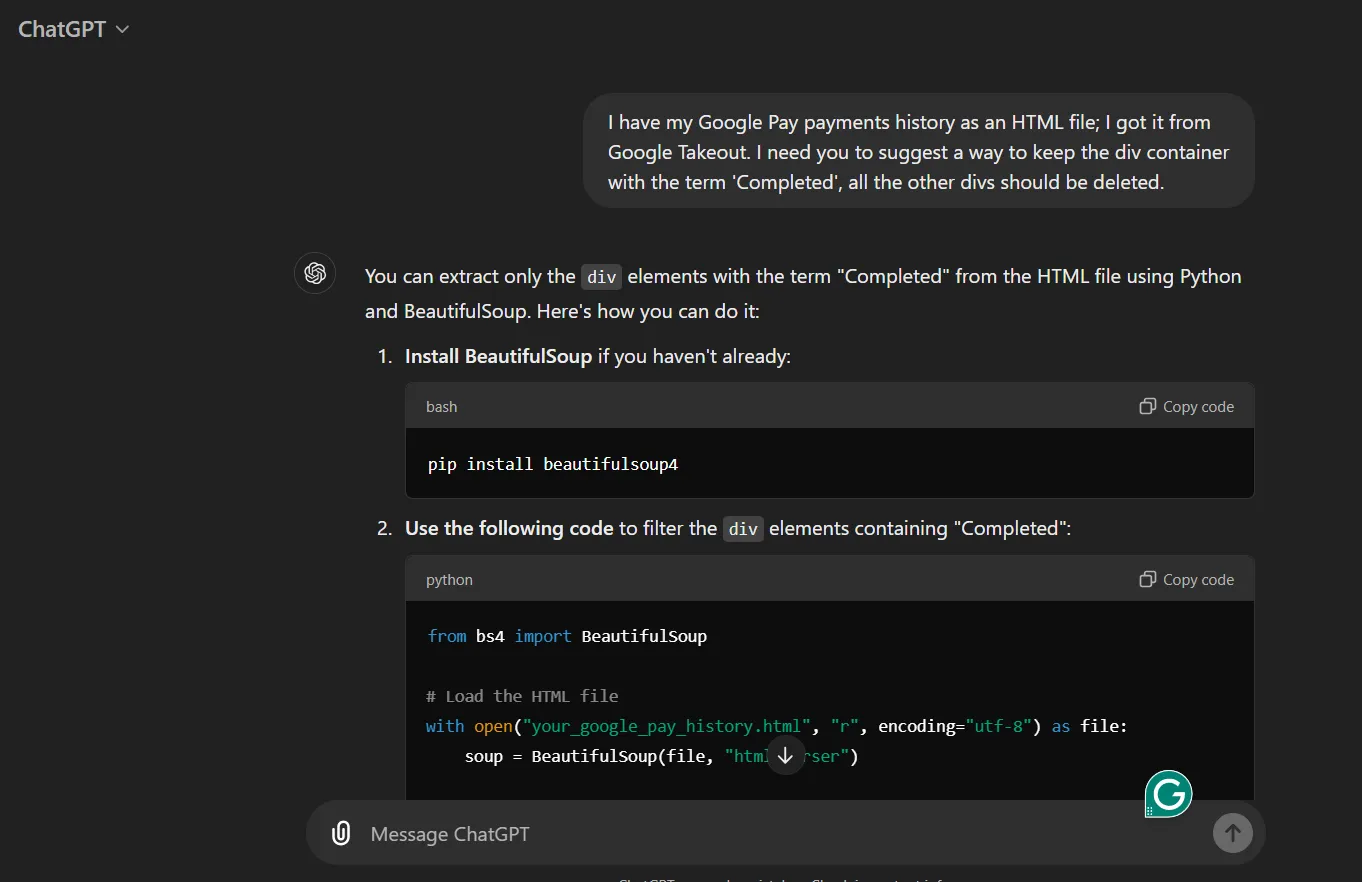 ChatGPT
I have my Google Pay payments history as an HTML file; I got it from
Google Takeout. I need you to suggest a way to keep the div container
with the term 'Completed', all the other divs should be deleted.
You can extract only the div elements with the term "Completed" from the HTML file using Python
and BeautifulSoup. Here's how you can do it:
1. Install BeautifulSoup if you haven't already:
bash Copy code
pip install beautifulsoup4
2. Use the following code to filter the div elements containing "Completed":
python Copy code
from bs4 import BeautifulSoup
# Load the HTML file
with open("your_google_pay_history.html", "r", encoding="utf-8") as file:
soup = BeautifulSoup(file, "html rser")
G
Message ChatGPT